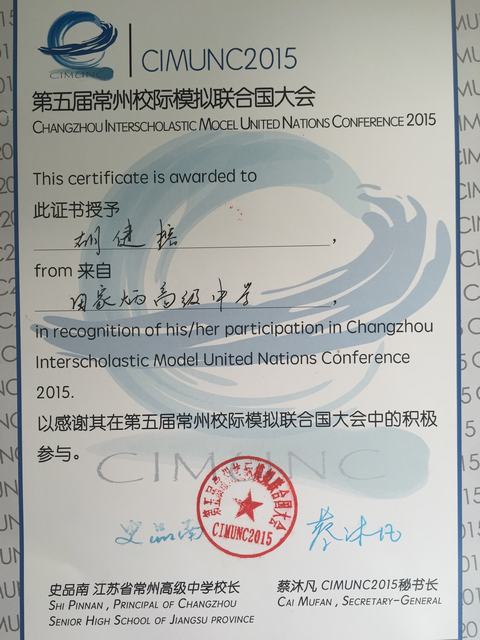 CIMUNC
CIMUNC2015
第五届常州校际模拟联合国大会
CHANGZHOU INTERSCHOLASTIC MOCEL UNITED NATIONS CONFERENCE 2015
This certificate is awarded to
此证书授予
胡健榕,
from 来自
田家炳高级中学,
in recognition of his/her participation in Changzhou
Interscholastic Model United Nations Conference
2015.
以感谢其在第五届常州校际模拟联合国大会中的积极
参与。
CIMUNC
CIMUNC2015
史品南
蔡沐凡
史品南 江苏省常州高级中学校长
SHI PINNAN , PRINCIPAL OF CHANGZHOU
SENIOR HIGH SCHOOL OF JIANGSU PROVINCE
蔡沐凡 CIMUNC2015秘书长
CAI MUFAN , SECRETARY-GENERAL